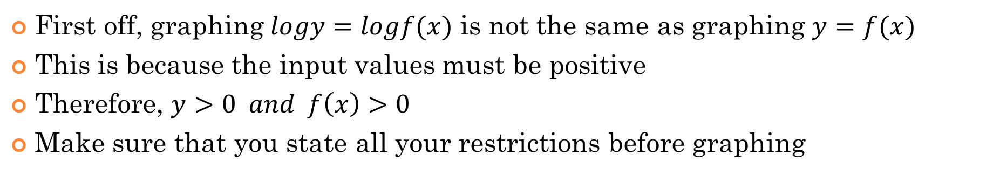 First off, graphing logy = logf(x) is not the same as graphing y = f(x)
This is because the input values must be positive
Therefore, y > 0 and f(x) > 0
Make sure that you state all your restrictions before graphing